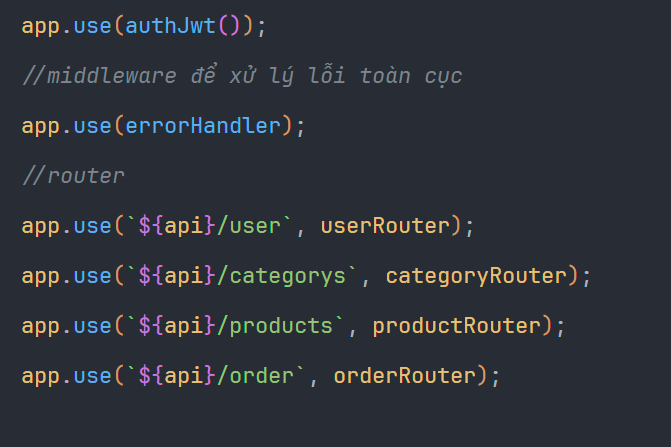 app.use(authJwt());
//middleware để xử lý lỗi toàn cục
app.use(errorHandler);
//router
app.use(`${api}/user`, userRouter);
app.use(`${api}/categorys`, categoryRouter);
app.use(`${api}/products`, productRouter);
app.use(`${api}/order`, orderRouter);